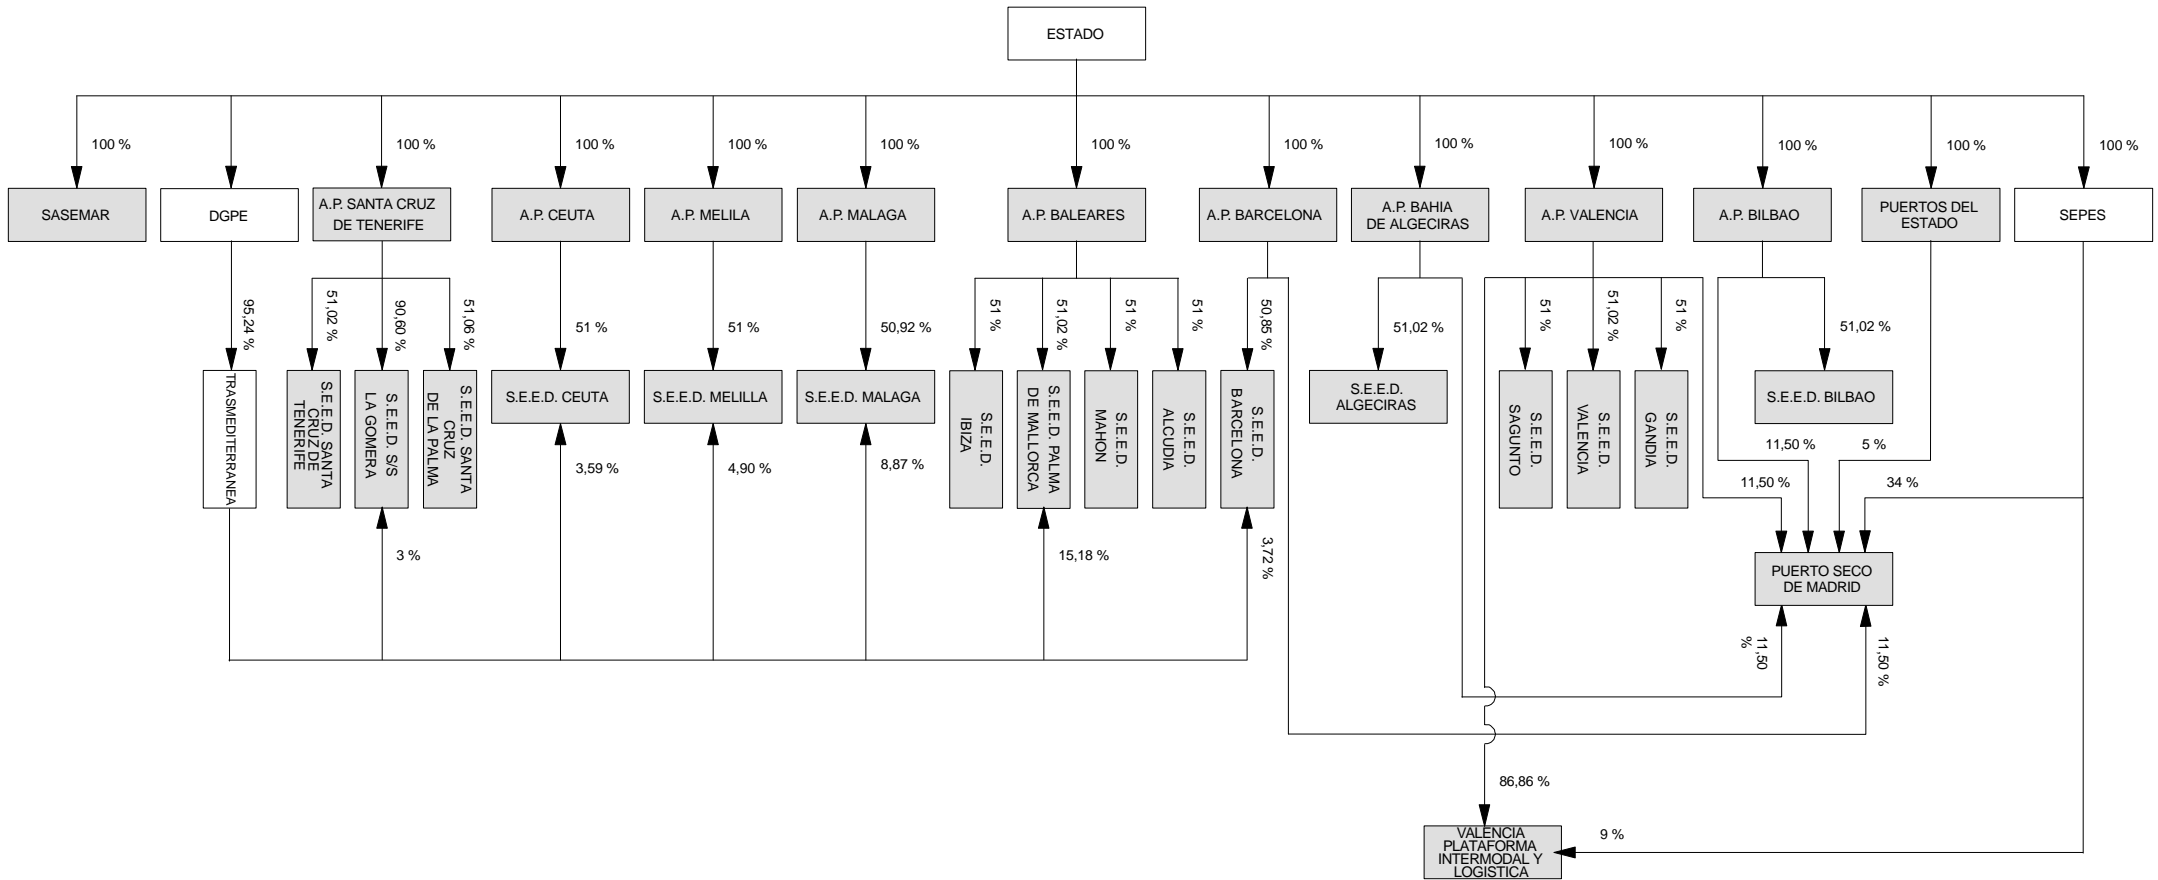 ESTADO
100 %
100 %
100 %
100 %
100 %
100 %
100 %
100 %
100 %
100 %
100 %
100 %
SASEMAR
DGPE
A.P. SANTA CRUZ
DE TENERIFE
A.P. CEUTA
A.P. MELILA
A.P. MALAGA
A.P. BALEARES
A.P. BARCELONA
A.P. BAHIA
DE ALGECIRAS
A.P. VALENCIA
A.P. BILBAO
PUERTOS DEL
ESTADO
SEPES
95,24 %
51,02 %
90,60 %
51,06 %
51 %
51 %
50,92 %
51 %
51,02 %
51 %
51 %
50,85 %
51,02 %
51 %
51,02 %
51 %
51,02 %
TRASMEDITERRANEA
S.E.E.D. SANTA
CRUZ DE
TENERIFE
S.E.E.D. S/S
LA GOMERA
S.E.E.D. SANTA
CRUZ
DE LA PALMA
S.E.E.D. CEUTA
S.E.E.D. MELILLA
S.E.E.D. MALAGA
S.E.E.D.
IBIZA
S.E.E.D. PALMA
DE MALLORCA
S.E.E.D.
MAHON
S.E.E.D.
ALCUDIA
S.E.E.D.
BARCELONA
S.E.E.D.
ALGECIRAS
S.E.E.D.
SAGUNTO
S.E.E.D.
VALENCIA
S.E.E.D.
GANDIA
S.E.E.D. BILBAO
3,59 %
4,90 %
8,87 %
11,50 %
5 %
11,50 %
34 %
3 %
15,18 %
3,72 %
PUERTO SECO
DE MADRID
11,50
%
11,50 %
86,86 %
VALENCIA
PLATAFORMA
INTERMODAL Y
LOGISTICA
9 %